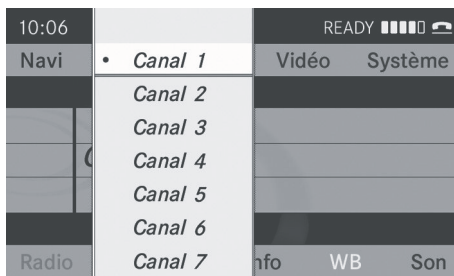 10:06 READY
Navi • Canal 1 Vidéo Système
Canal 2
Canal 3
Canal 4
Canal 5
Canal 6
Radio Canal 7 WB Son